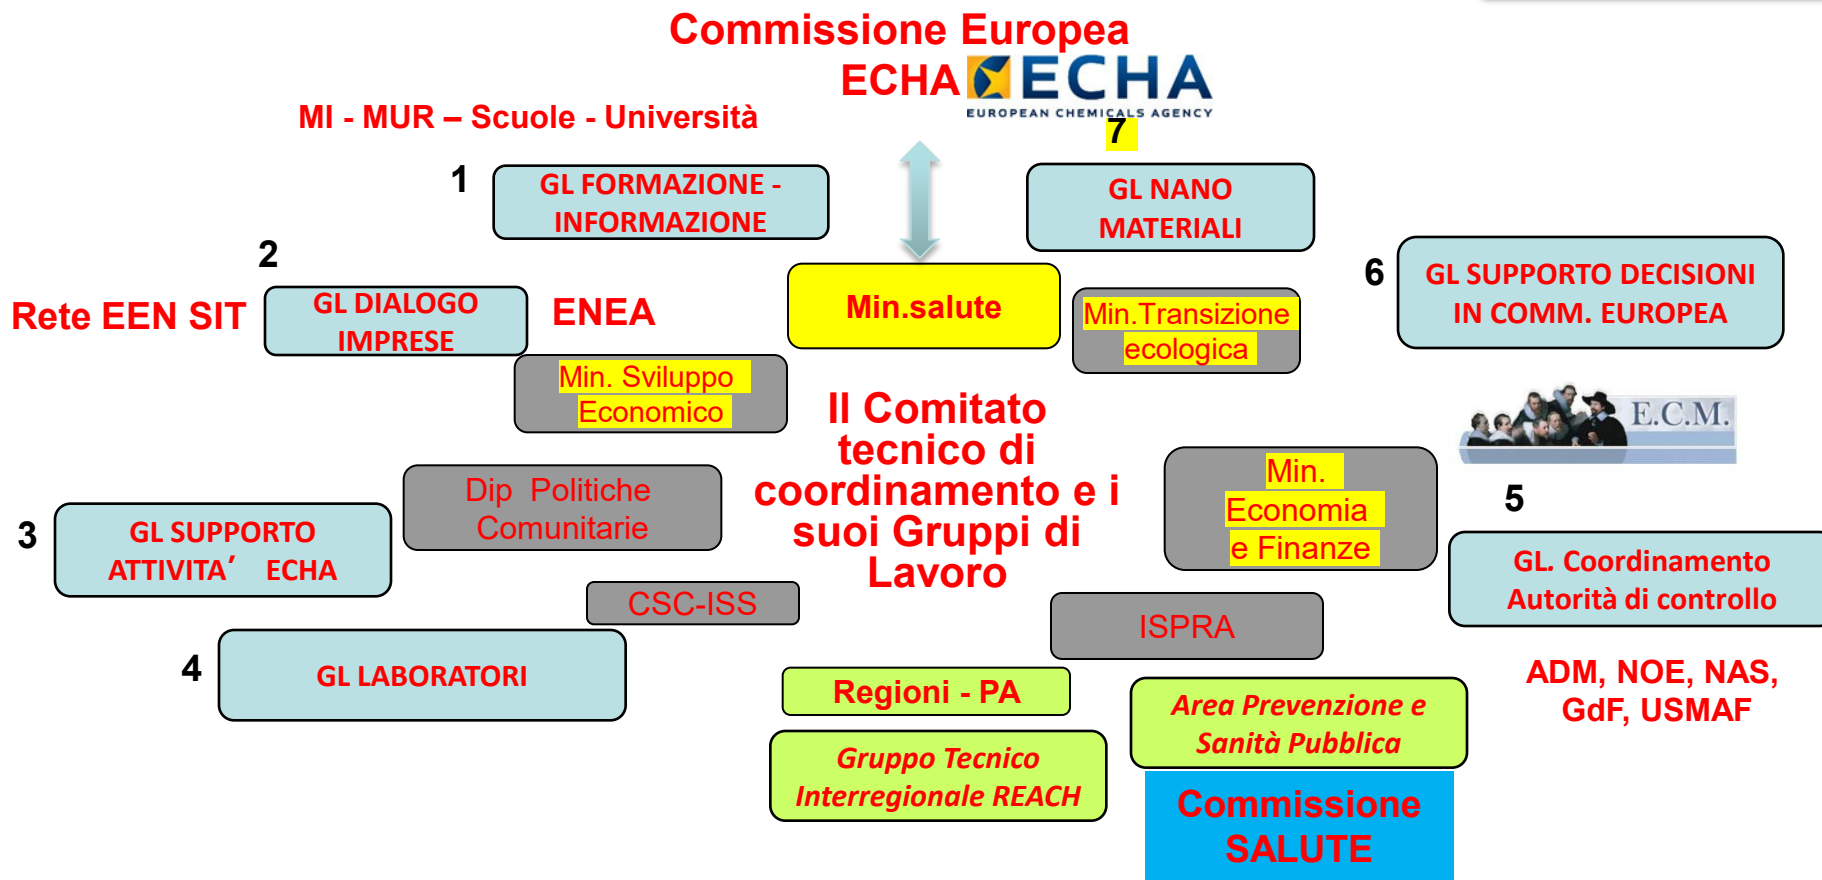 Commissione Europea
ECHA
ECHA
EUROPEAN CHEMICALS AGENCY
MI - MUR – Scuole - Università
7
1
GL FORMAZIONE -
INFORMAZIONE
GL NANO
MATERIALI
2
Rete EEN SIT
GL DIALOGO
IMPRESE
ENEA
Min.salute
Min.Transizione
ecologica
6
GL SUPPORTO DECISIONI
IN COMM. EUROPEA
Min. Sviluppo
Economico
Il Comitato
tecnico di
coordinamento e i
suoi Gruppi di
Lavoro
E.C.M.
Dip Politiche
Comunitarie
Min.
Economia
e Finanze
3
GL SUPPORTO
ATTIVITA’ ECHA
5
GL. Coordinamento
Autorità di controllo
CSC-ISS
ISPRA
4
GL LABORATORI
ADM, NOE, NAS,
GdF, USMAF
Regioni - PA
Area Prevenzione e
Sanità Pubblica
Gruppo Tecnico
Interregionale REACH
Commissione
SALUTE